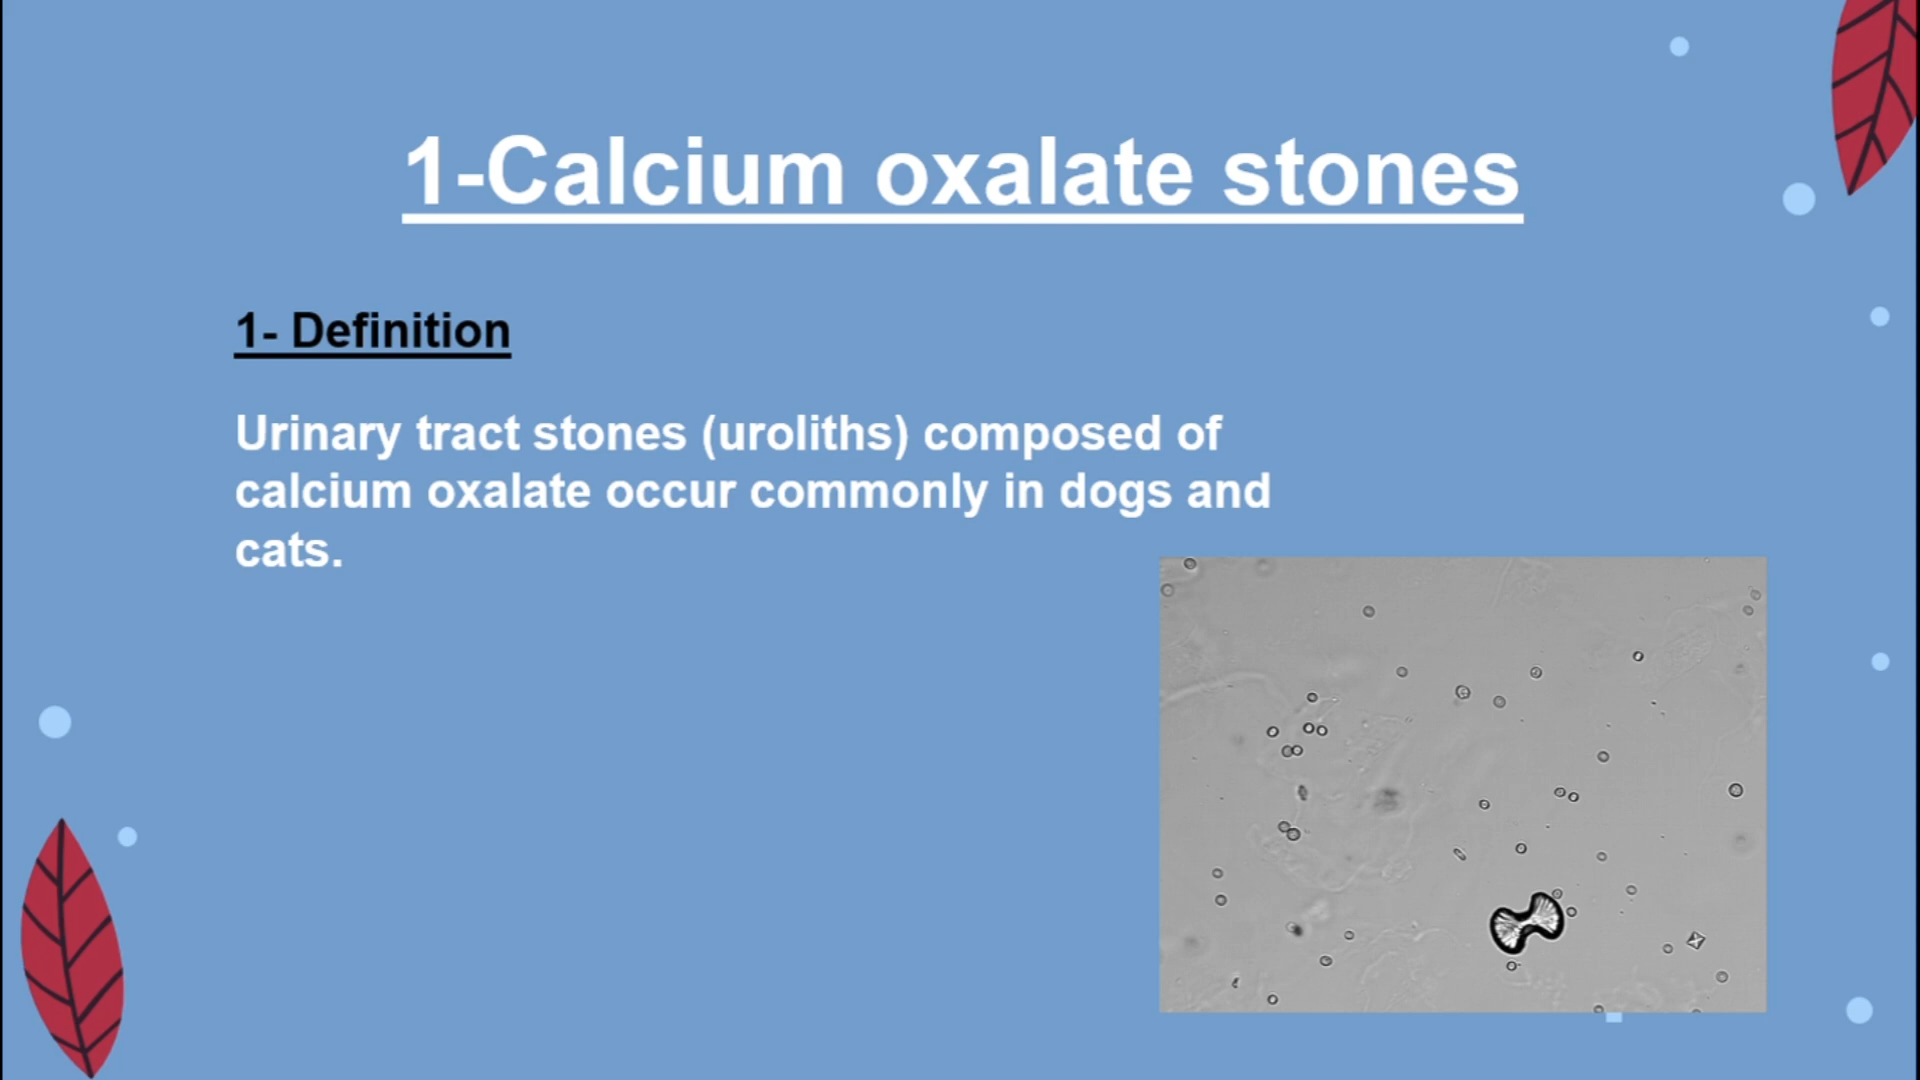 1-Calcium oxalate stones
1- Definition
Urinary tract stones (uroliths) composed of
calcium oxalate occur commonly in dogs and
cats.